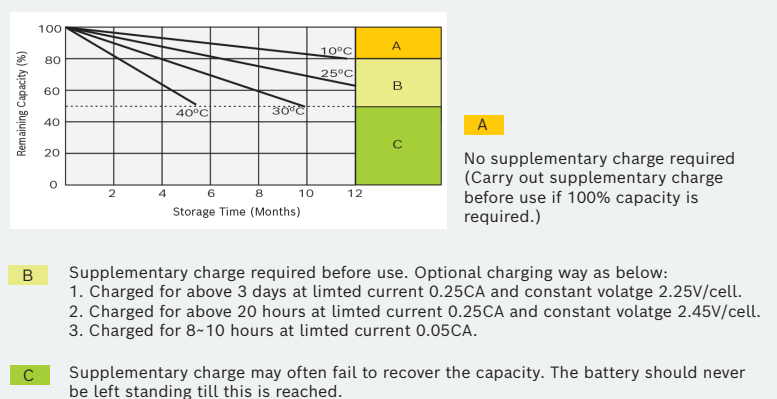 100
80
60
40
20
0
Remaining Capacity (%)
10ºC
25ºC
40ºC
30ºC
A
B
C
2 4 6 8 10 12
Storage Time (Months)
A
No supplementary charge required
(Carry out supplementary charge
before use if 100% capacity is
required.)
B
Supplementary charge required before use. Optional charging way as below:
1. Charged for above 3 days at limted current 0.25CA and constant volatge 2.25V/cell.
2. Charged for above 20 hours at limted current 0.25CA and constant volatge 2.45V/cell.
3. Charged for 8~10 hours at limted current 0.05CA.
C
Supplementary charge may often fail to recover the capacity. The battery should never
be left standing till this is reached.